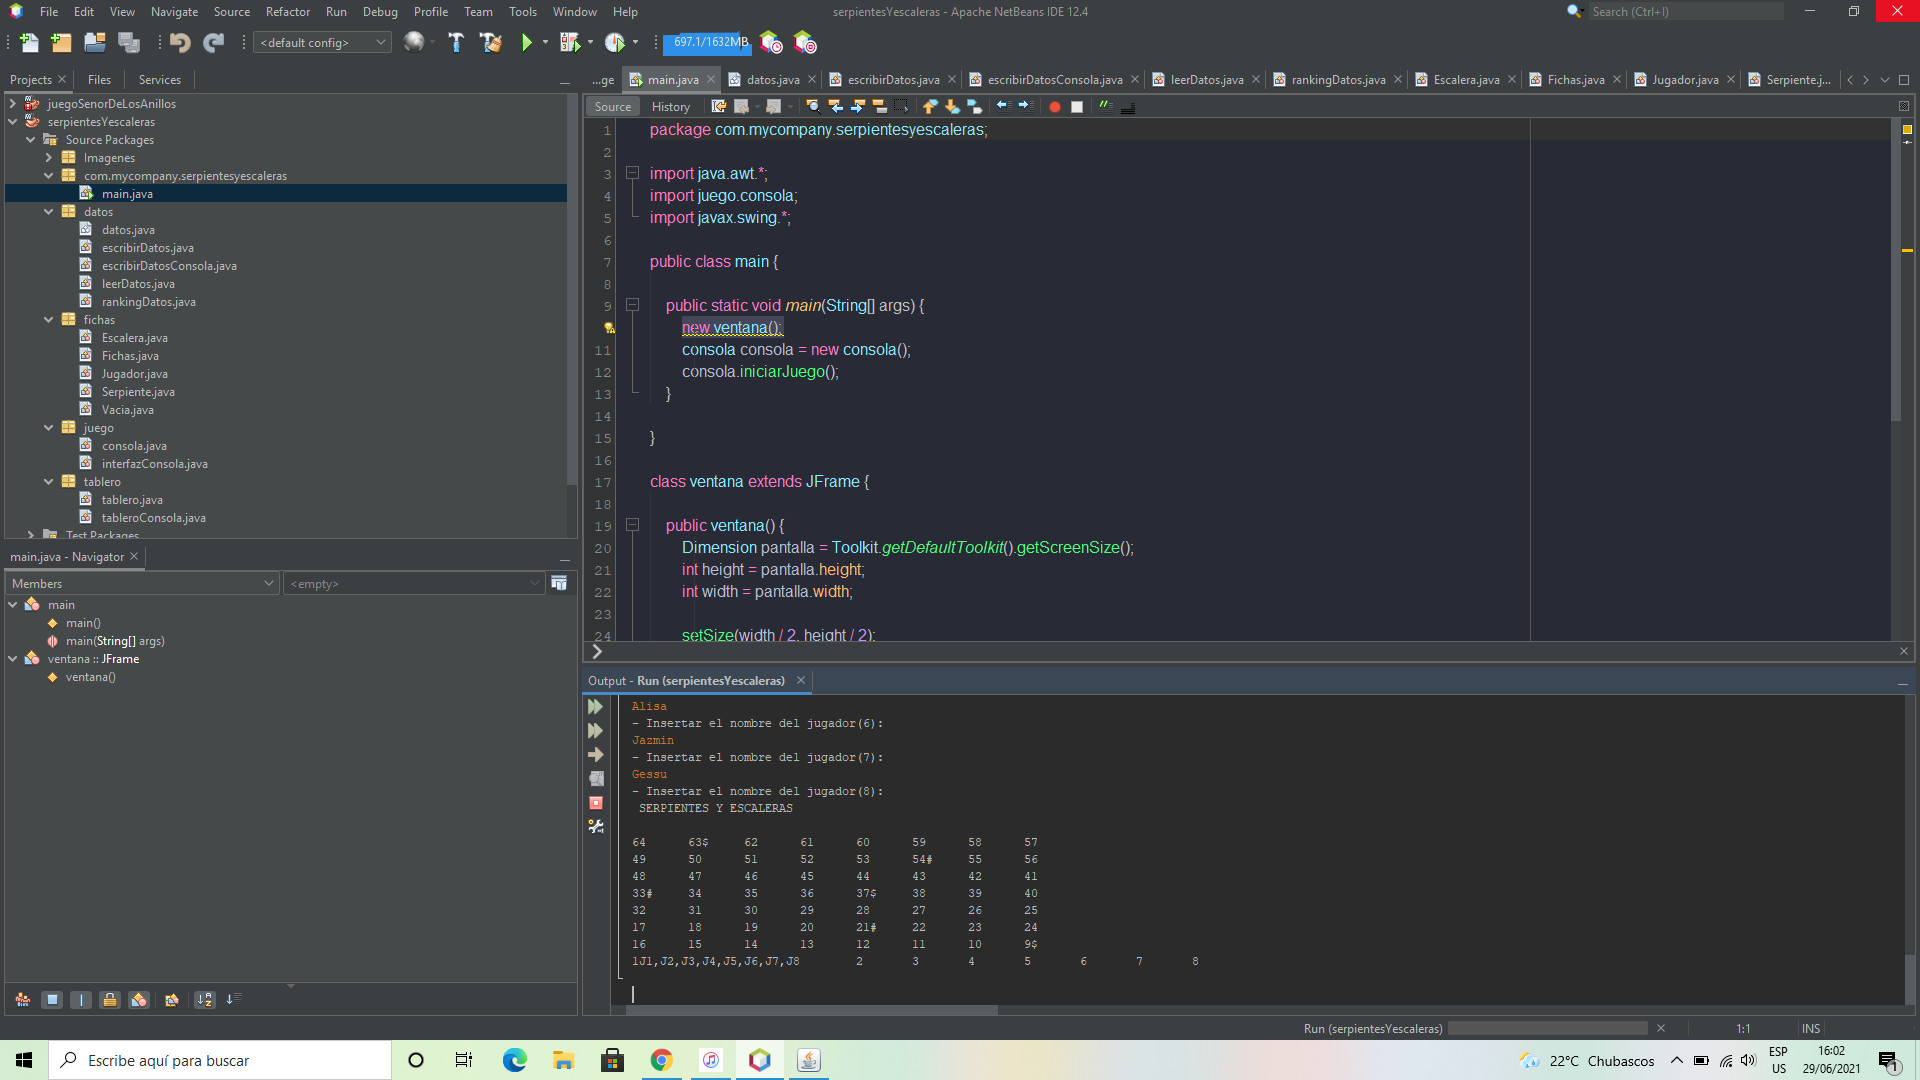 File Edit View Navigate Source Refactor Run Debug Profile Team Tools Window Help
serpientesYescaleras - Apache NetBeans IDE 12.4
Search (Ctrl+I)
<default config>
697.1/1632MB
Projects
Files
Services
juegoSenorDeLosAnillos
serpientesYescaleras
Source Packages
Imagenes
com.mycompany.serpientesyescaleras
main.java
datos
datos.java
escribirDatos.java
escribirDatosConsola.java
leerDatos.java
rankingDatos.java
fichas
Escalera.java
Fichas.java
Jugador.java
Serpiente.java
Vacia.java
juego
consola.java
interfazConsola.java
tablero
tablero.java
tableroConsola.java
Test Packages
main.java - Navigator
Members
<empty>
main
main()
main(String[] args)
ventana :: JFrame
ventana()
...ge main.java datos.java escribirDatos.java escribirDatosConsola.java leerDatos.java rankingDatos.java Escalera.java Fichas.java Jugador.java Serpiente.j...
Source History
1 package com.mycompany.serpientesyescaleras;
2
3 import java.awt.*;
4 import juego.consola;
5 import javax.swing.*;
6
7 public class main {
8
9 public static void main(String[] args) {
new ventana();
11 consola consola = new consola();
12 consola.iniciarJuego();
13 }
14
15 }
16
17 class ventana extends JFrame {
18
19 public ventana() {
20 Dimension pantalla = Toolkit.getDefaultToolkit().getScreenSize();
21 int height = pantalla.height;
22 int width = pantalla.width;
23
24 setSize(width / 2, height / 2);
Output - Run (serpientesYescaleras)
Alisa
- Insertar el nombre del jugador(6):
Jazmin
- Insertar el nombre del jugador(7):
Gessu
- Insertar el nombre del jugador(8):
SERPIENTES Y ESCALERAS
64 63$ 62 61 60 59 58 57
49 50 51 52 53 54# 55 56
48 47 46 45 44 43 42 41
33# 34 35 36 37$ 38 39 40
32 31 30 29 28 27 26 25
17 18 19 20 21# 22 23 24
16 15 14 13 12 11 10 9$
1J1,J2,J3,J4,J5,J6,J7,J8 2 3 4 5 6 7 8
Run (serpientesYescaleras)
1:1
INS
Escribe aquí para buscar
22°C Chubascos
ESP
US
16:02
29/06/2021
1